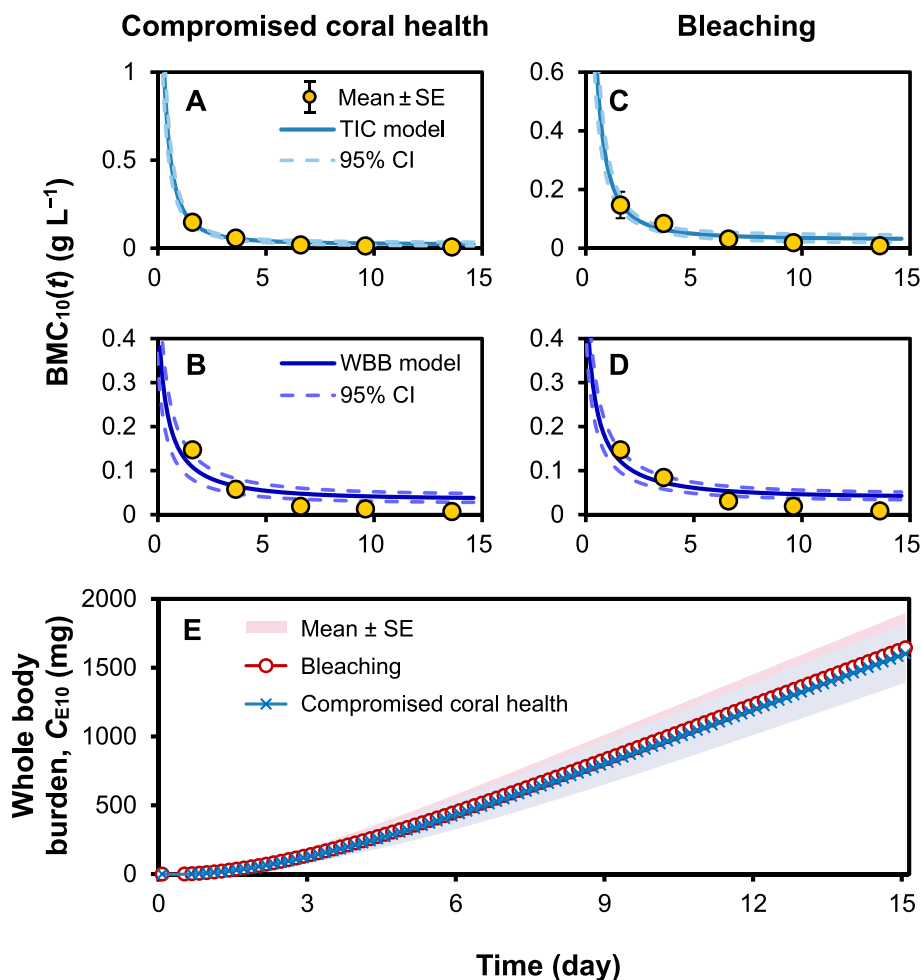 Compromised coral health
Bleaching
A
Mean ± SE
TIC model
95% CI
1
0.5
0
0 5 10 15
C
0.6
0.4
0.2
0
0 5 10 15
BMC₁₀(t) (g L⁻¹)
B
WBB model
95% CI
0.4
0.3
0.2
0.1
0
0 5 10 15
D
0.4
0.3
0.2
0.1
0
0 5 10 15
E
Mean ± SE
Bleaching
Compromised coral health
2000
1500
1000
500
0
0 3 6 9 12 15
Whole body
burden, C_E10 (mg)
Time (day)